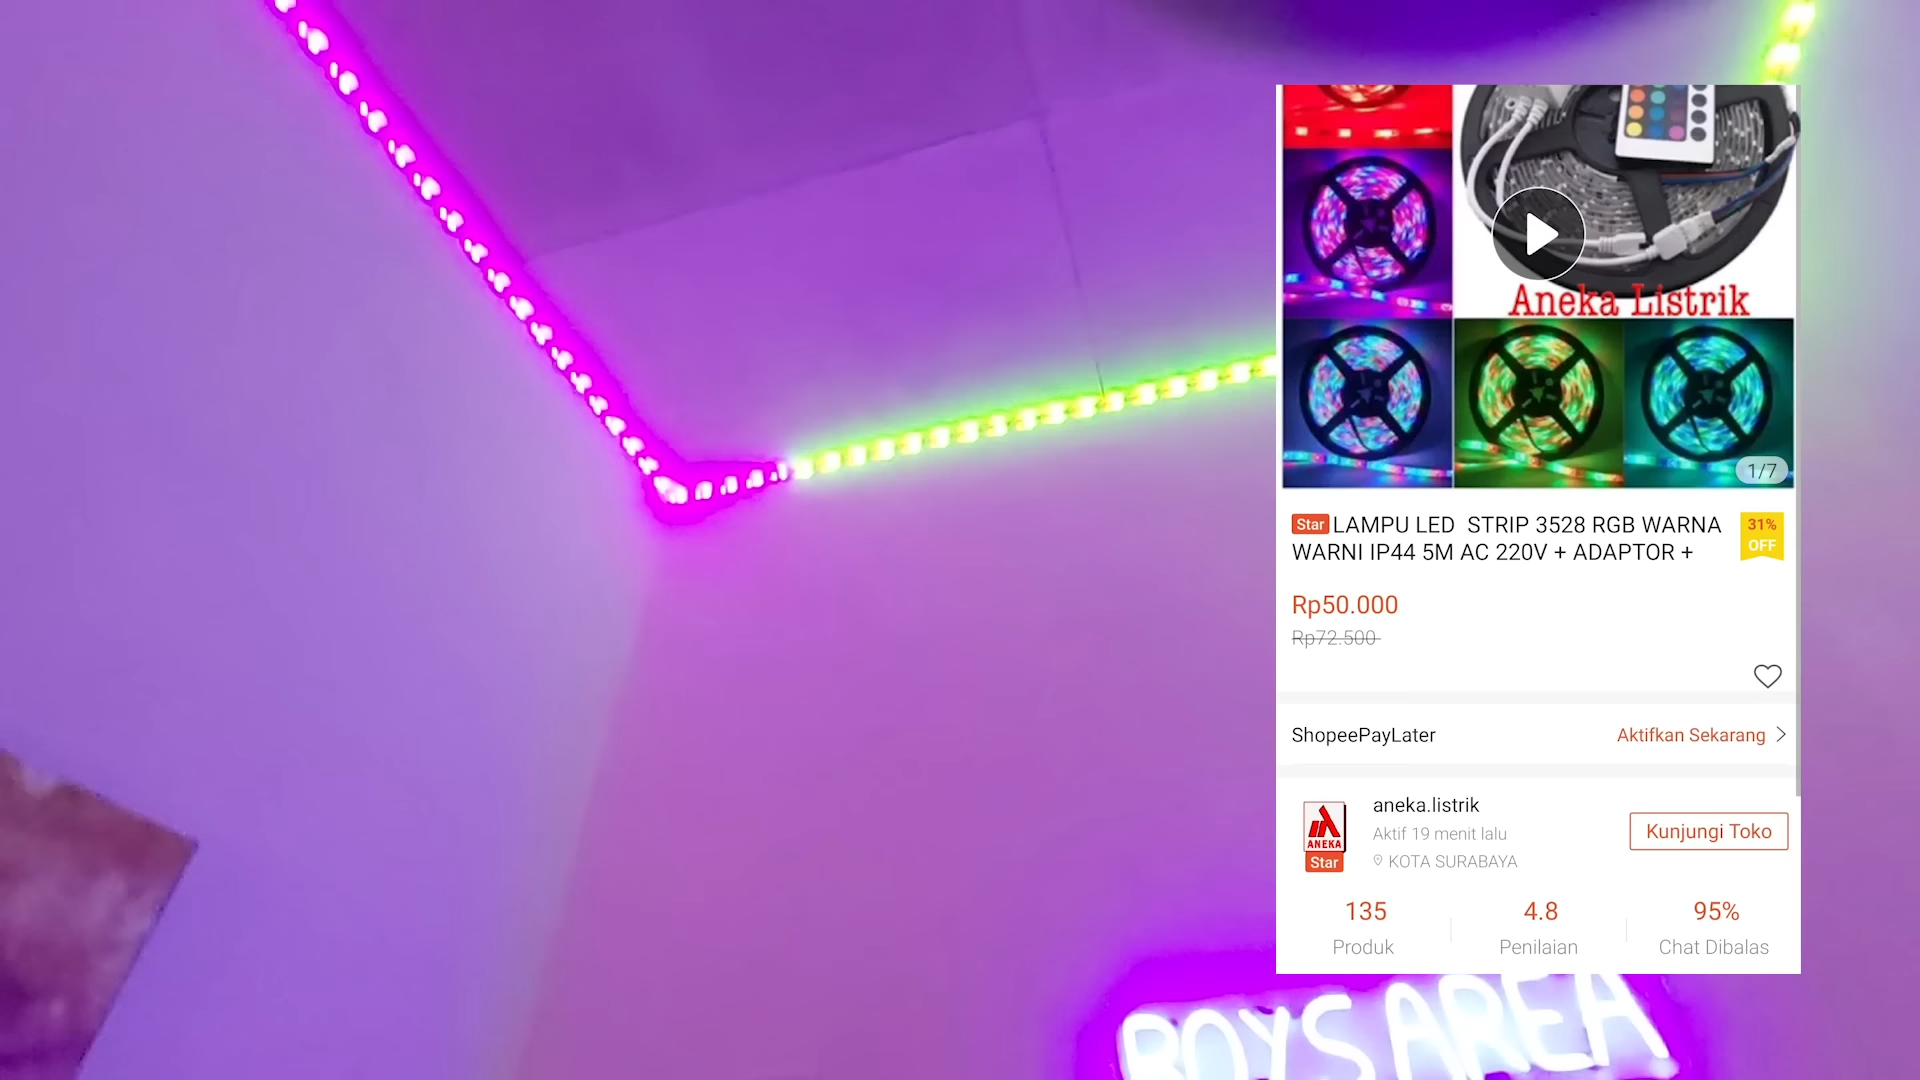 Aneka Listrik
1/7
Star LAMPU LED STRIP 3528 RGB WARNA
WARNI IP44 5M AC 220V + ADAPTOR +
31%
OFF
Rp50.000
Rp72.500
ShopeePayLater
Aktifkan Sekarang
ANEKA
Star
aneka.listrik
Aktif 19 menit lalu
KOTA SURABAYA
Kunjungi Toko
135
Produk
4.8
Penilaian
95%
Chat Dibalas
BOYS AREA